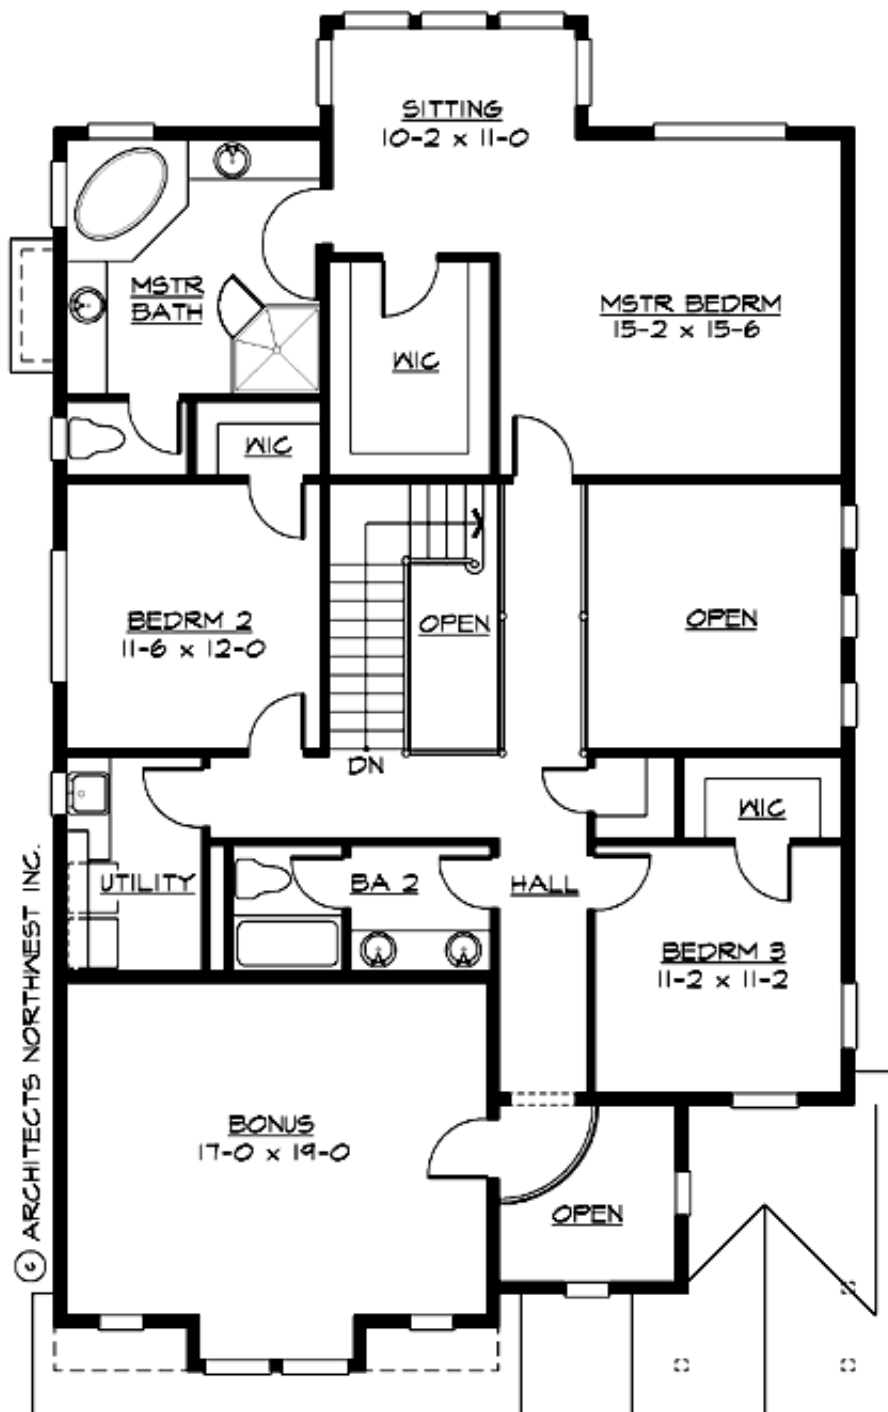 SITTING
10-2 x 11-0
MSTR
BATH
MSTR BEDRM
15-2 x 15-6
WIC
WIC
BEDRM 2
11-6 x 12-0
OPEN
OPEN
DN
WIC
UTILITY
BA 2
HALL
BEDRM 3
11-2 x 11-2
BONUS
17-0 x 19-0
OPEN
© ARCHITECTS NORTHWEST INC.